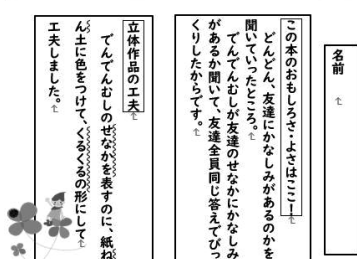 名前
この本のおもしろさ・よさはここ!
どんどん、友達にかなしみがあるのかを
聞いていったところ。
でんでんむしが友達のせなかにかなしみ
があるか聞いて、友達全員同じ答えでびっ
くりしたからです。
立体作品の工夫
でんでんむしのせなかを表すのに、紙ね
ん土に色をつけて、くるくるの形にして
工夫しました。